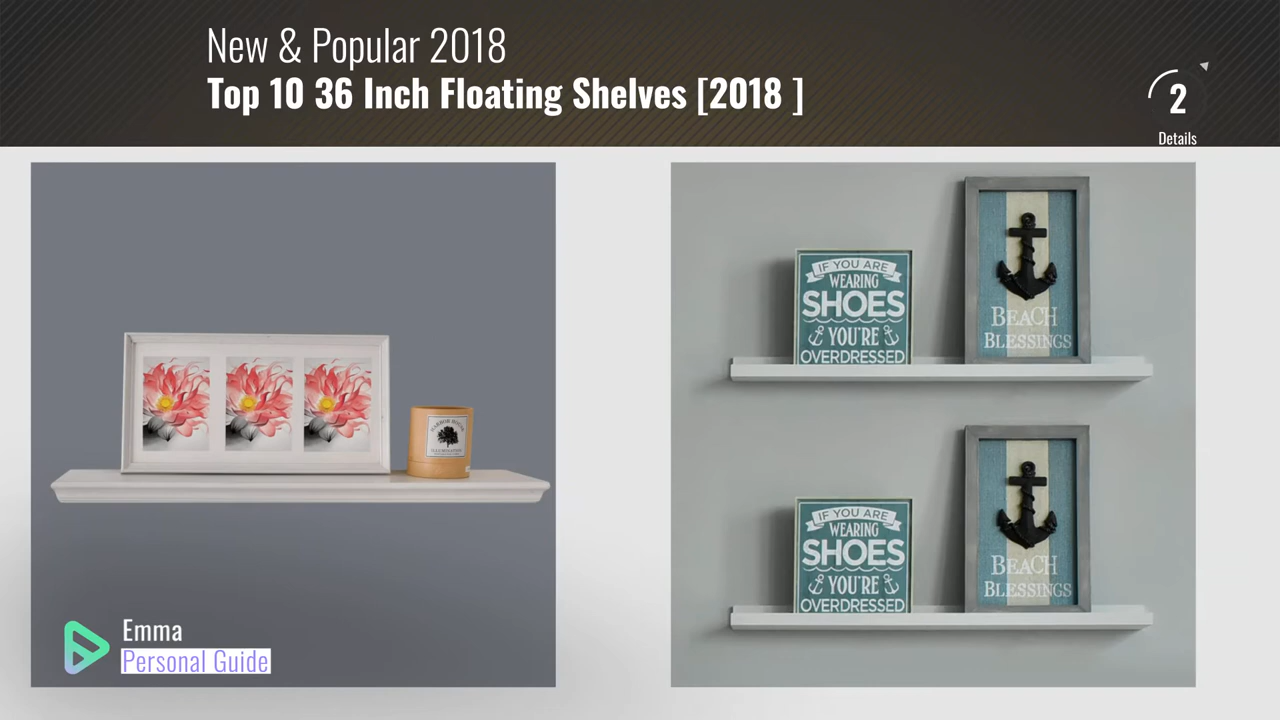 New & Popular 2018
Top 10 36 Inch Floating Shelves [2018 ]
2
Details
IF YOU ARE
WEARING
SHOES
YOU'RE
OVERDRESSED
BEACH
BLESSINGS
IF YOU ARE
WEARING
SHOES
YOU'RE
OVERDRESSED
BEACH
BLESSINGS
Emma
Personal Guide